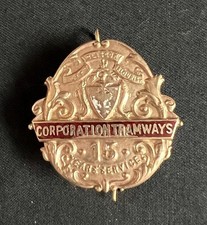 CORPORATION TRAMWAYS
15
YEARS SERVICE